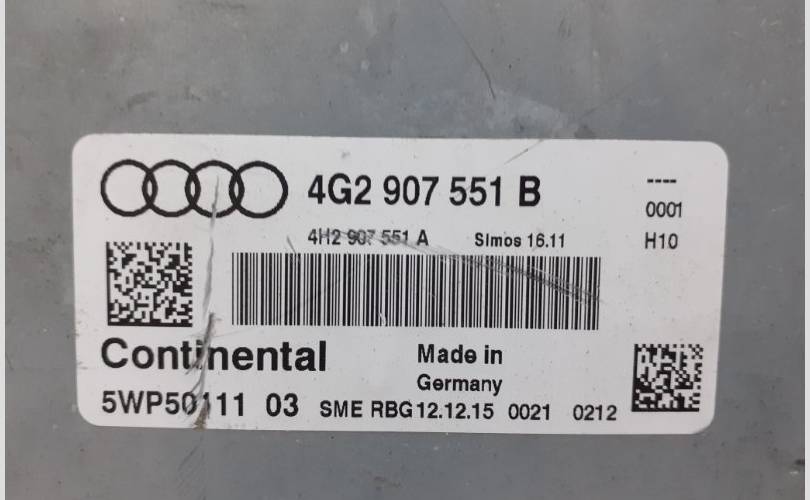 4G2 907 551 B
----
0001
4H2 907 551 A Simos 16.11 H10
Continental Made in
Germany
5WP50111 03 SME RBG 12.12.15 0021 0212